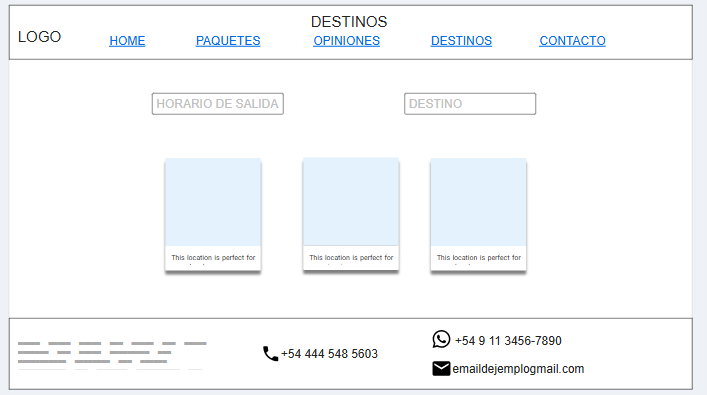 DESTINOS
LOGO
HOME
PAQUETES
OPINIONES
DESTINOS
CONTACTO
HORARIO DE SALIDA
DESTINO
This location is perfect for
This location is perfect for
This location is perfect for
+54 444 548 5603
+54 9 11 3456-7890
emaildejemplogmail.com